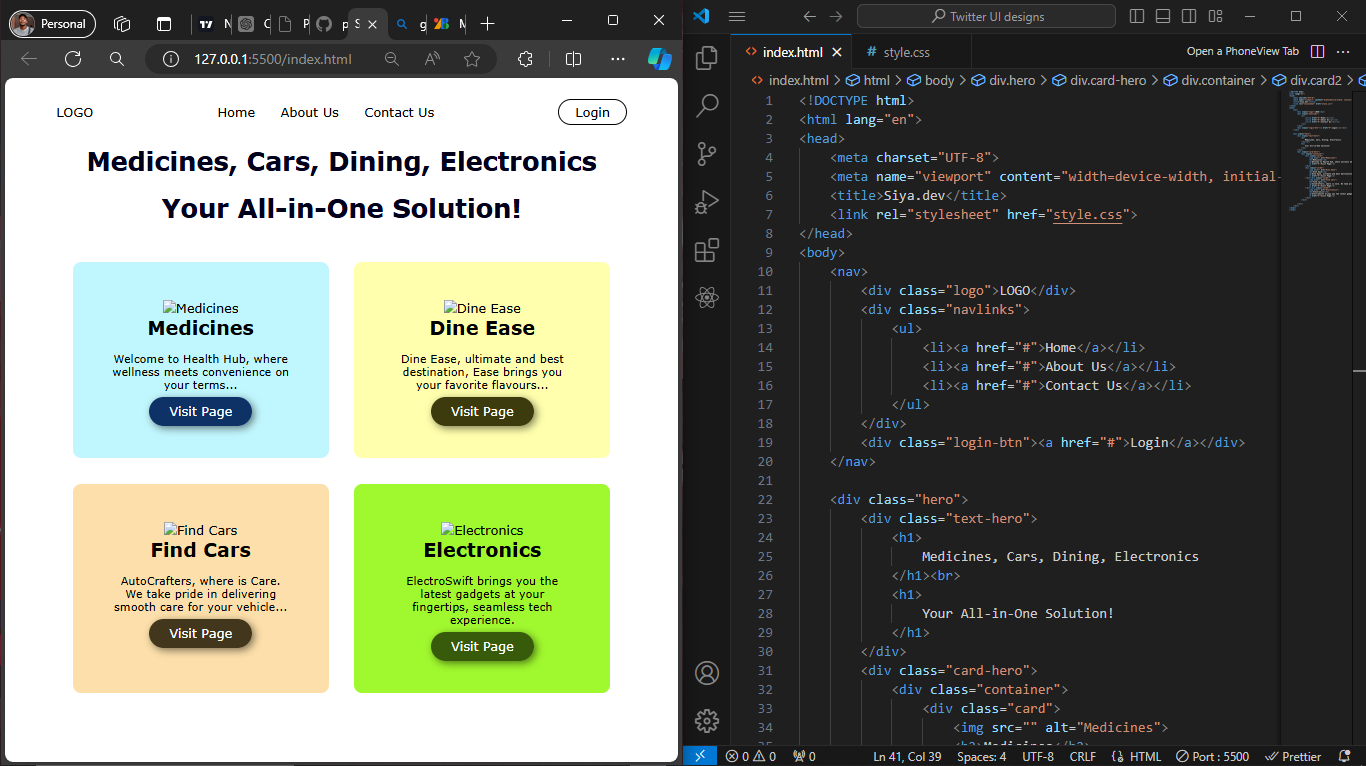 Personal
127.0.0.1:5500/index.html
LOGO
Home
About Us
Contact Us
Login
Medicines, Cars, Dining, Electronics
Your All-in-One Solution!
Medicines
Medicines
Welcome to Health Hub, where
wellness meets convenience on
your terms...
Visit Page
Dine Ease
Dine Ease
Dine Ease, ultimate and best
destination, Ease brings you
your favorite flavours...
Visit Page
Find Cars
Find Cars
AutoCrafters, where is Care.
We take pride in delivering
smooth care for your vehicle...
Visit Page
Electronics
Electronics
ElectroSwift brings you the
latest gadgets at your
fingertips, seamless tech
experience.
Visit Page
Twitter UI designs
index.html
style.css
Open a PhoneView Tab
index.html > html > body > div.hero > div.card-hero > div.container > div.card2 >
1 <!DOCTYPE html>
2 <html lang="en">
3 <head>
4 <meta charset="UTF-8">
5 <meta name="viewport" content="width=device-width, initial-
6 <title>Siya.dev</title>
7 <link rel="stylesheet" href="style.css">
8 </head>
9 <body>
10 <nav>
11 <div class="logo">LOGO</div>
12 <div class="navlinks">
13 <ul>
14 <li><a href="#">Home</a></li>
15 <li><a href="#">About Us</a></li>
16 <li><a href="#">Contact Us</a></li>
17 </ul>
18 </div>
19 <div class="login-btn"><a href="#">Login</a></div>
20 </nav>
21
22 <div class="hero">
23 <div class="text-hero">
24 <h1>
25 Medicines, Cars, Dining, Electronics
26 </h1><br>
27 <h1>
28 Your All-in-One Solution!
29 </h1>
30 </div>
31 <div class="card-hero">
32 <div class="container">
33 <div class="card">
34 <img src="" alt="Medicines">
35 <h2>Medicines</h2>
0 0 0
Ln 41, Col 39
Spaces: 4
UTF-8
CRLF
HTML
Port : 5500
Prettier